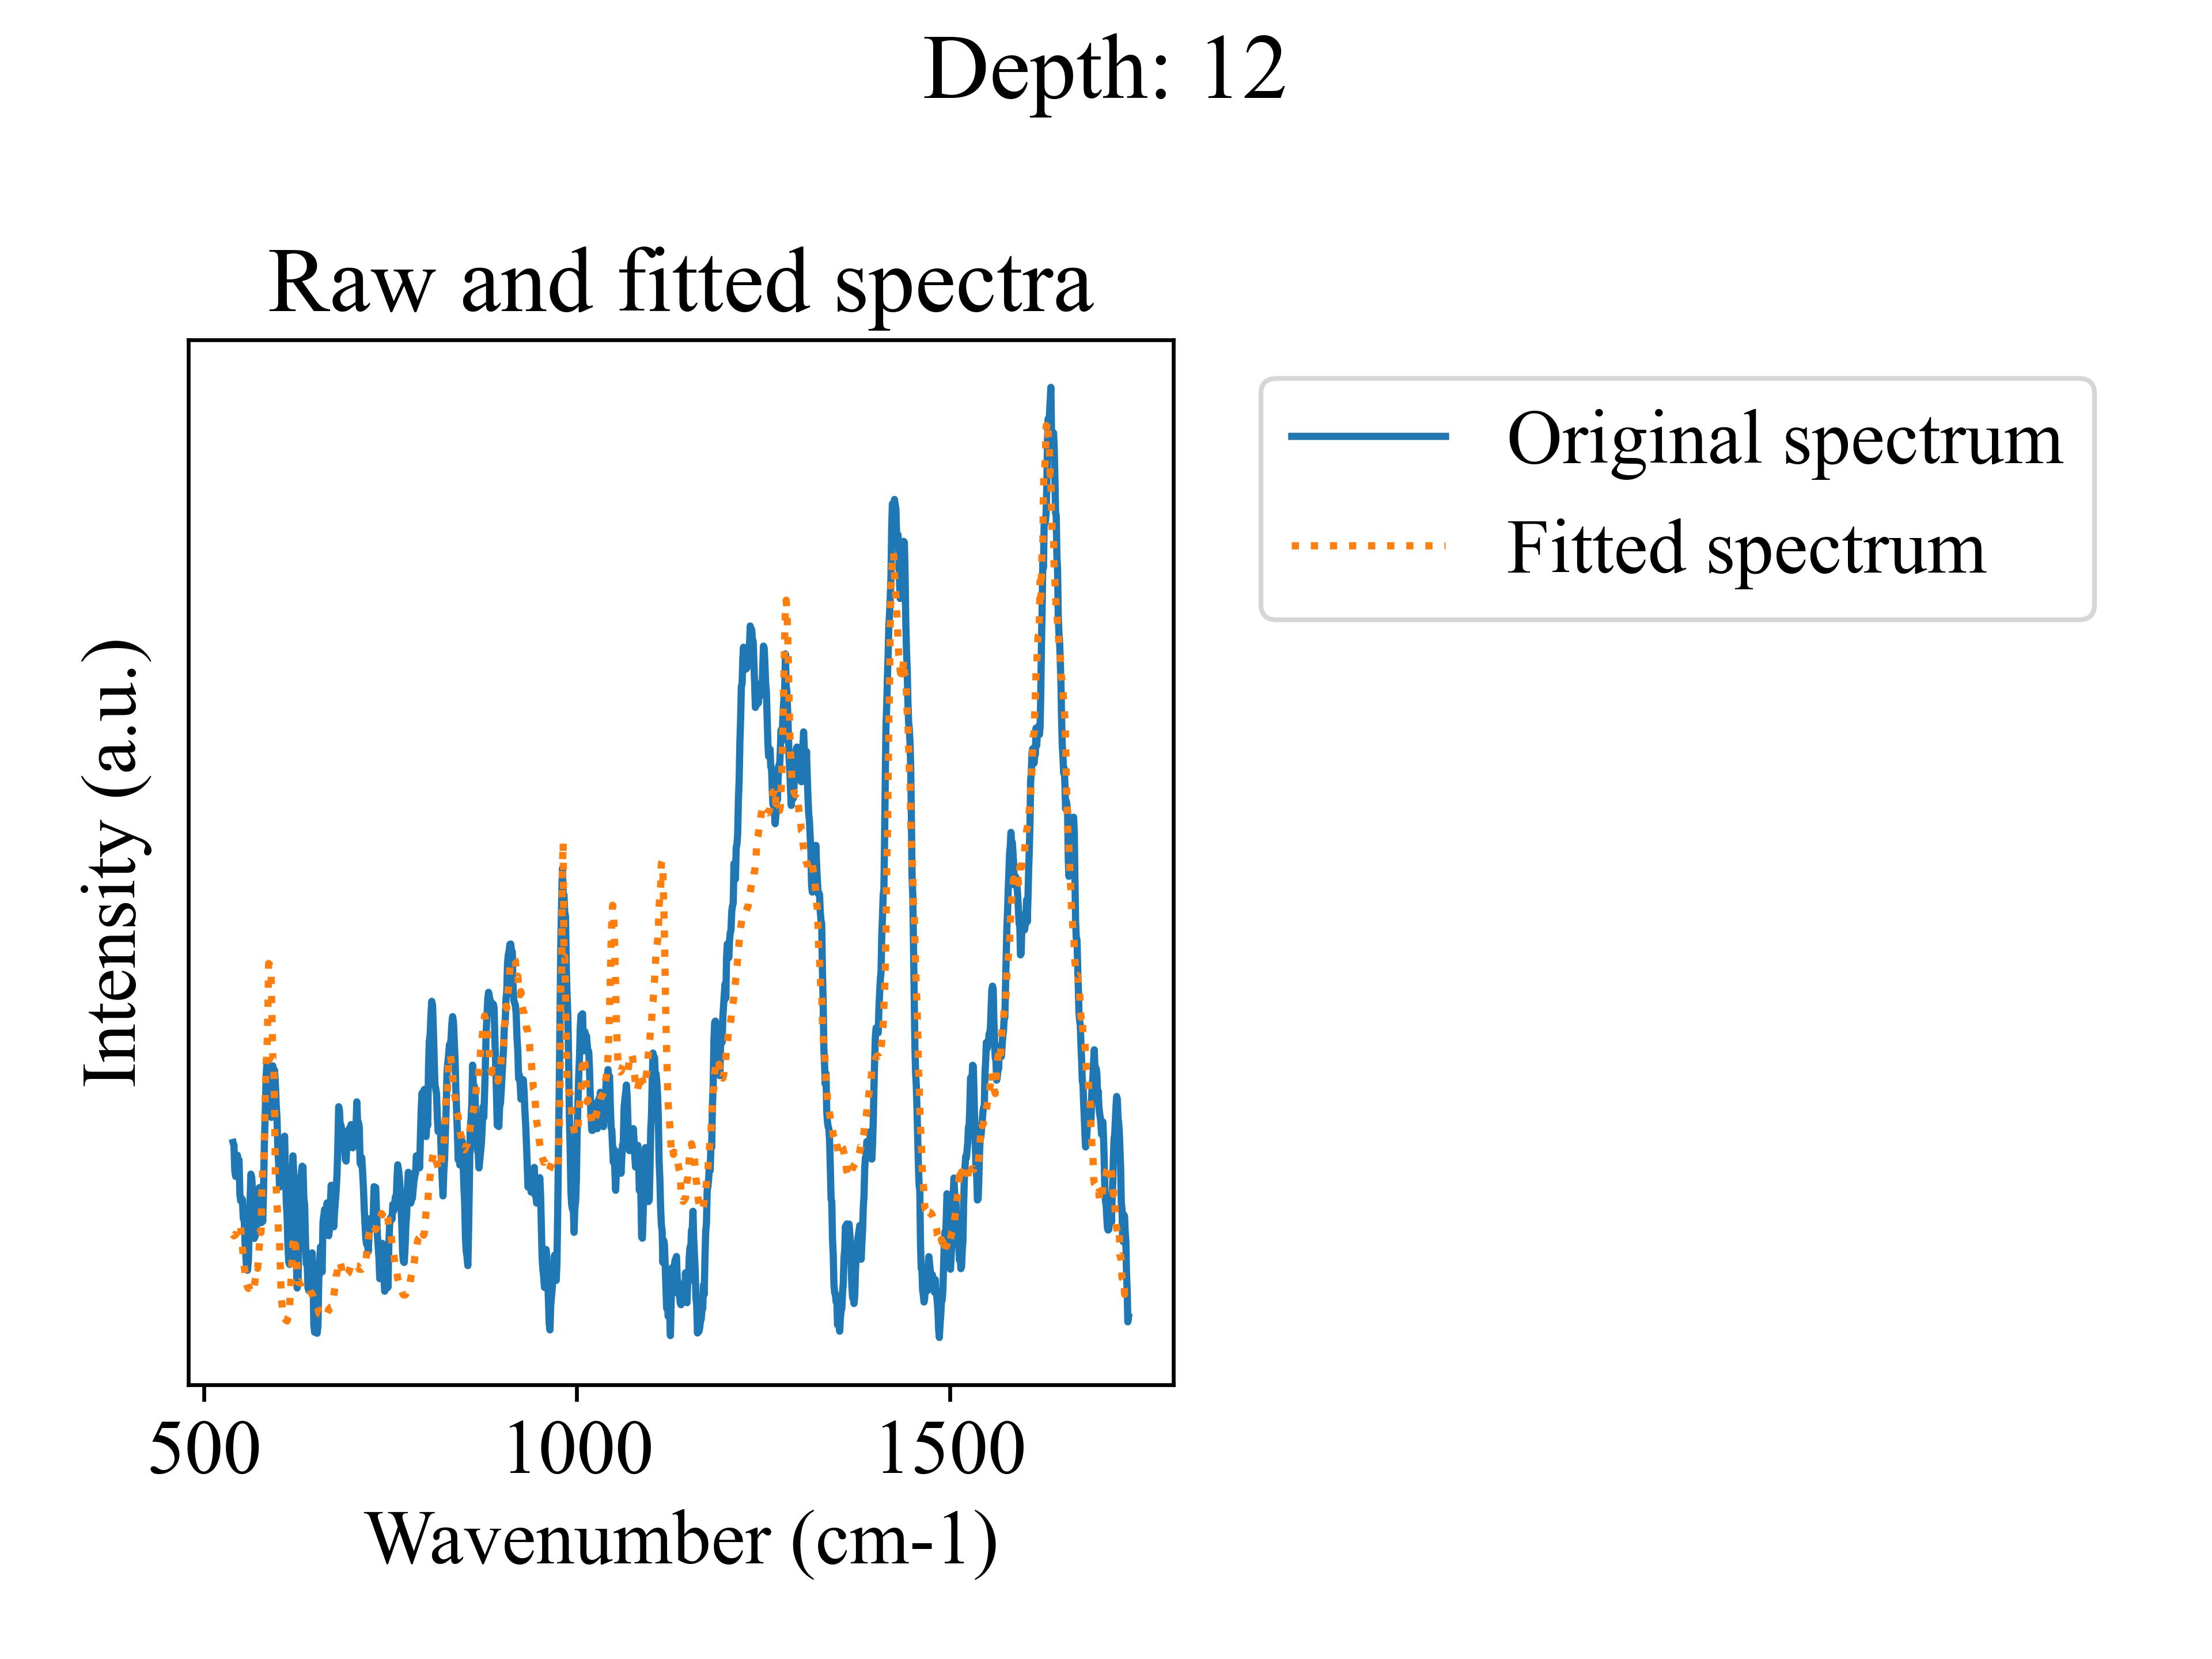 Depth: 12
Raw and fitted spectra
Original spectrum
Fitted spectrum
Intensity (a.u.)
500 1000 1500
Wavenumber (cm-1)